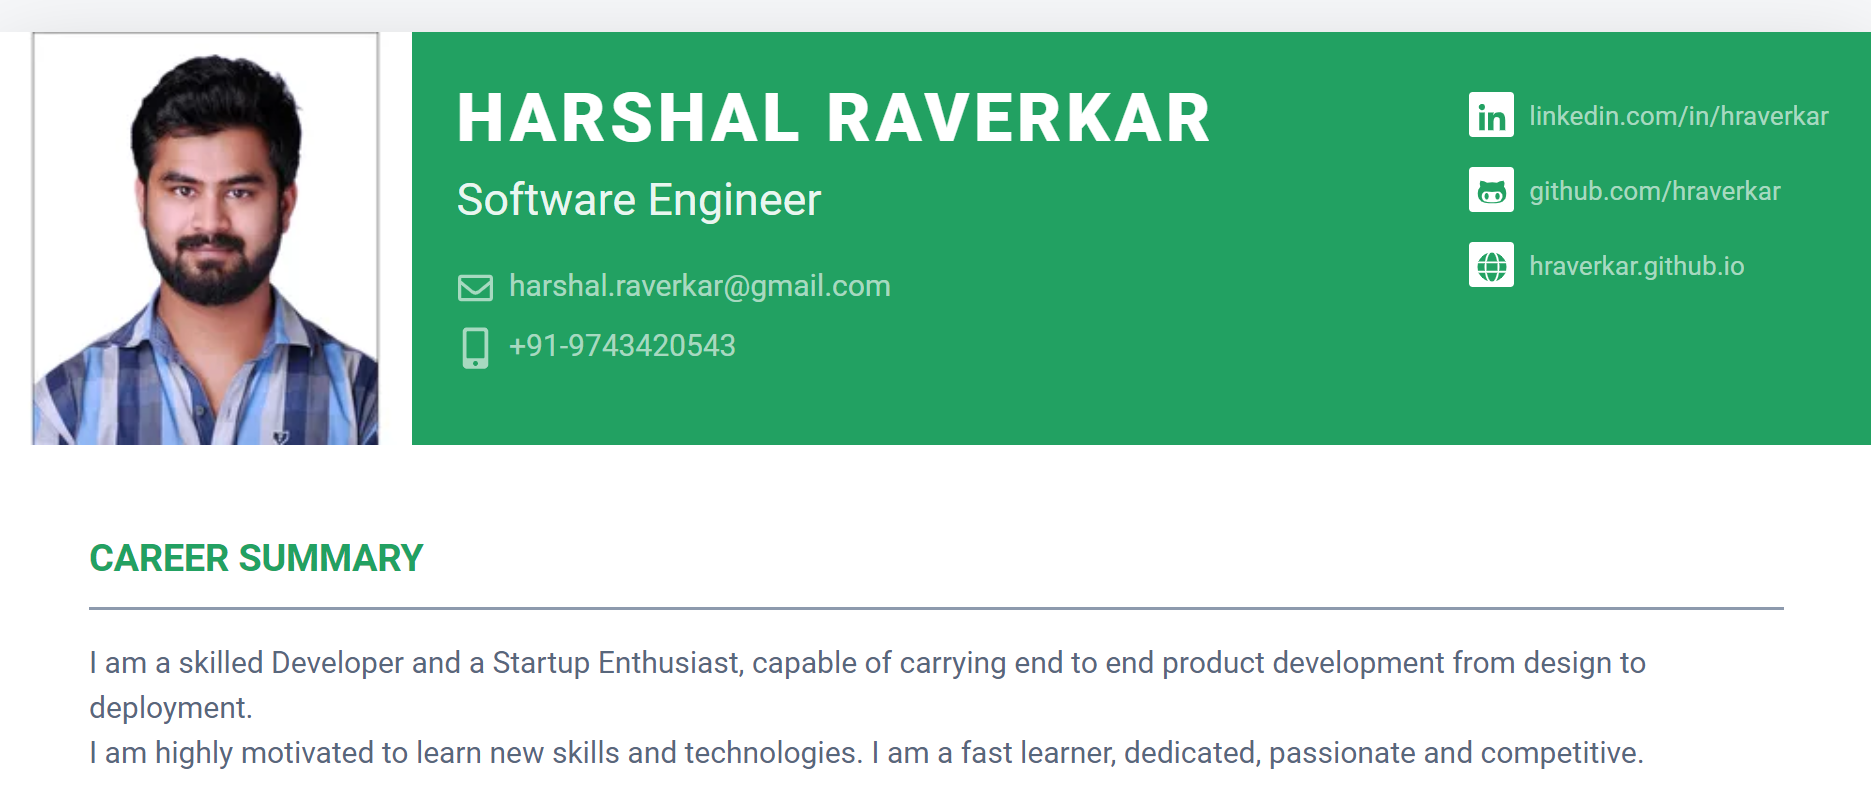 HARSHAL RAVERKAR
Software Engineer
harshal.raverkar@gmail.com
+91-9743420543
linkedin.com/in/hraverkar
github.com/hraverkar
hraverkar.github.io
CAREER SUMMARY
I am a skilled Developer and a Startup Enthusiast, capable of carrying end to end product development from design to
deployment.
I am highly motivated to learn new skills and technologies. I am a fast learner, dedicated, passionate and competitive.